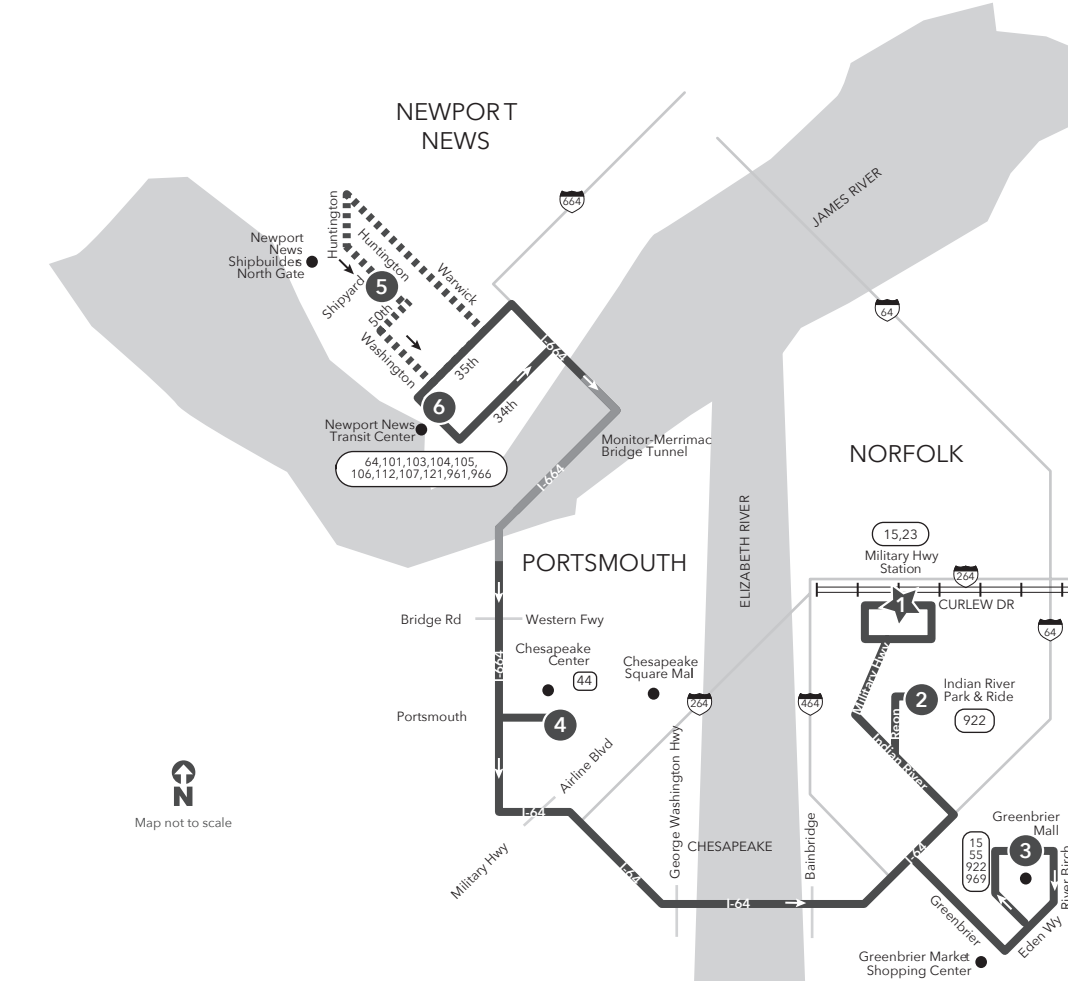 NEWPORT
NEWS
664
JAMES RIVER
Huntington
Newport
News
Shipbuilders
North Gate
Huntington
Warwick
Shipyard
5
50th
64
Washington
I-664
35th
6
34th
Newport News
Transit Center
64,101,103,104,105,
106,112,107,121,961,966
Monitor-Merrimac
Bridge Tunnel
I-664
NORFOLK
ELIZABETH RIVER
15,23
Military Hwy
Station
264
PORTSMOUTH
1
CURLEW DR
Bridge Rd
Western Fwy
64
I-664
Chesapeake
Center
44
Chesapeake
Square Mal
Military Hwy
Indian River
Park & Ride
2
922
264
464
Reon
Portsmouth
4
George Washington Hwy
Indian River
Airline Blvd
N
Map not to scale
I-64
Military Hwy
CHESAPEAKE
Bainbridge
I-64
I-64
I-64
Greenbrier
Mall
3
15
55
922
969
River Birch
Greenbrier
Eden Wy
Greenbrier Market
Shopping Center